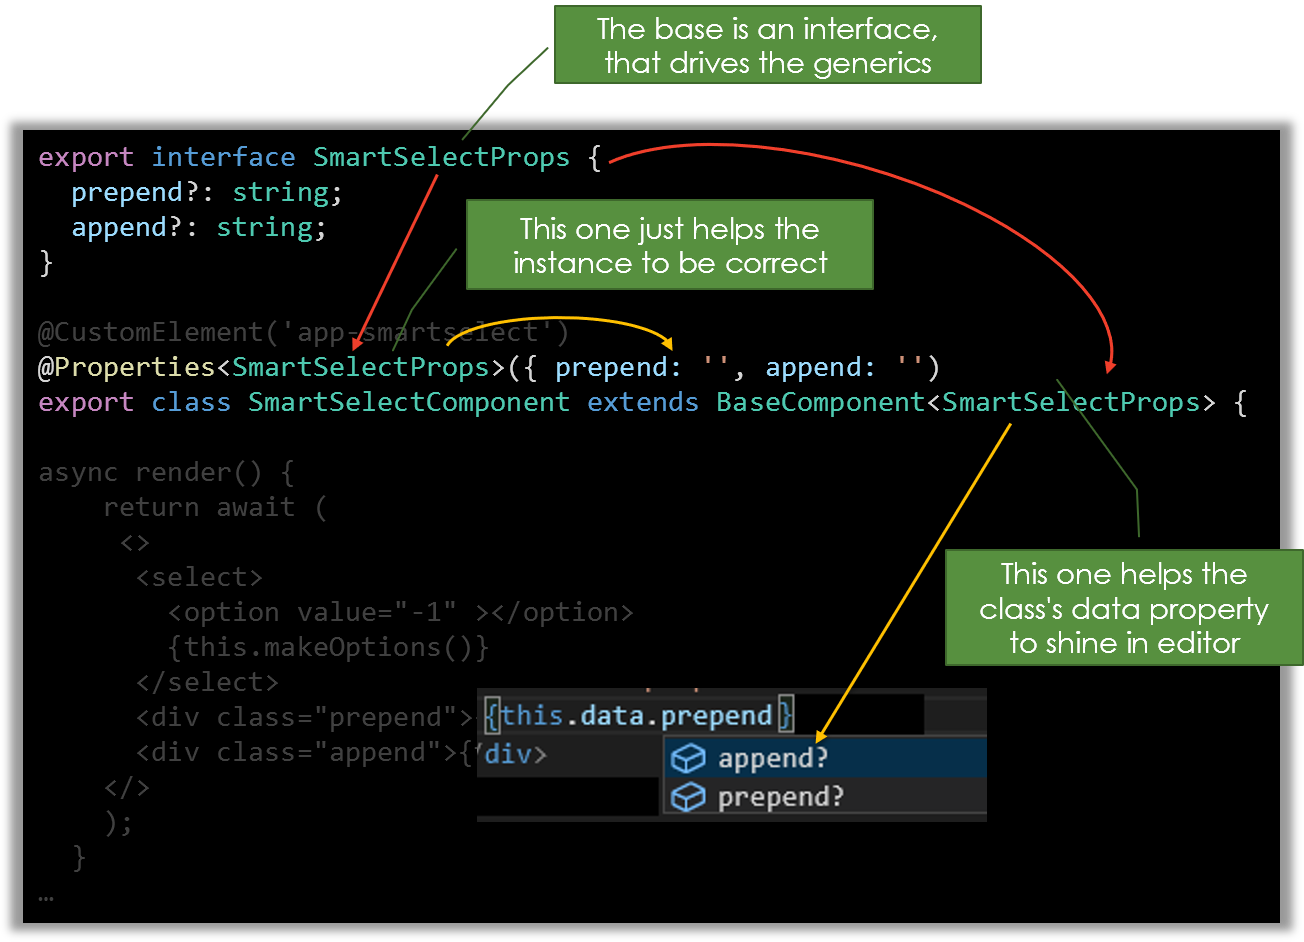 The base is an interface,
that drives the generics
export interface SmartSelectProps {
  prepend?: string;
  append?: string;
}
This one just helps the
instance to be correct
@CustomElement('app-smartselect')
@Properties<SmartSelectProps>({ prepend: '', append: '')
export class SmartSelectComponent extends BaseComponent<SmartSelectProps> {
async render() {
    return await (
     <>
      <select>
        <option value="-1" ></option>
        {this.makeOptions()}
      </select>
      <div class="prepend">
      <div class="append">{
    </>
    );
  }
…
{this.data.prepend}
div>
append?
prepend?
This one helps the
class's data property
to shine in editor